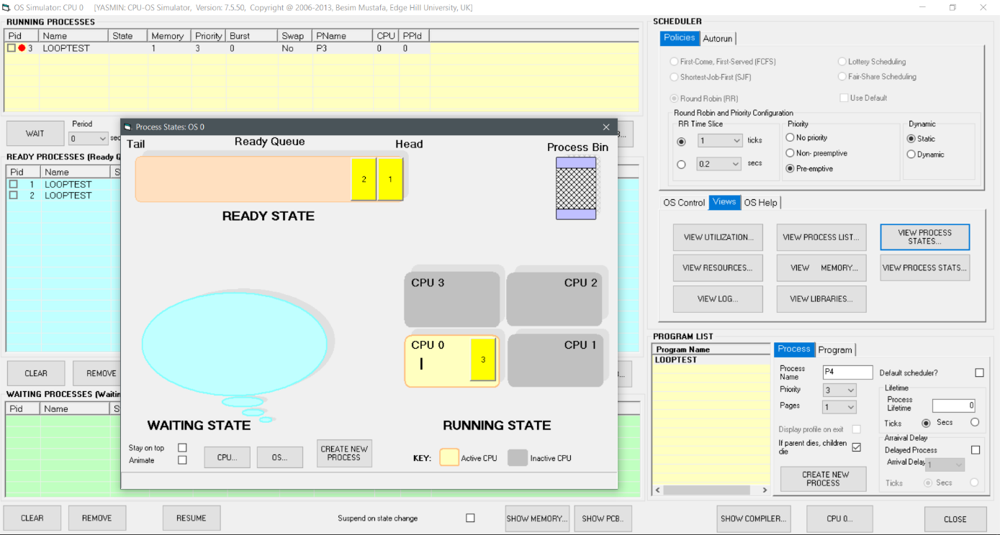 OS Simulator: CPU 0 [YASMIN: CPU-OS Simulator, Version: 7.5.50, Copyright @ 2006-2013, Besim Mustafa, Edge Hill University, UK]
RUNNING PROCESSES
Pid Name State Memory Priority Burst Swap PName CPU PPId
3 LOOPTEST 1 3 0 No P3 0 0
WAIT
Period
0
READY PROCESSES (Ready
Pid Name
1 LOOPTEST
2 LOOPTEST
CLEAR REMOVE
WAITING PROCESSES
Pid Name
CLEAR REMOVE RESUME
Suspend on state change
SHOW MEMORY... SHOW PCB..
Process States: OS 0
Tail Ready Queue Head
Process Bin
2 1
READY STATE
CPU 3 CPU 2
CPU 0 3 CPU 1
WAITING STATE RUNNING STATE
Stay on top
Animate
CPU... OS... CREATE NEW PROCESS
KEY: Active CPU Inactive CPU
SCHEDULER
Policies Autorun
First-Come, First-Served (FCFS) Lottery Scheduling
Shortest-Job-First (SJF) Fair-Share Scheduling
Round Robin (RR) Use Default
Round Robin and Priority Configuration
RR Time Slice Priority Dynamic
1 ticks No priority Static
Non- preemptive Dynamic
0.2 secs Pre-emptive
OS Control Views OS Help
VIEW UTILIZATION... VIEW PROCESS LIST... VIEW PROCESS STATES...
VIEW RESOURCES... VIEW MEMORY... VIEW PROCESS STATS...
VIEW LOG... VIEW LIBRARIES...
PROGRAM LIST
Program Name
LOOPTEST
Process Program
Process Name P4 Default scheduler?
Priority 3 Lifetime
Pages 1 Process Lifetime 0
Ticks Secs
Display profile on exit
If parent dies, children die
Arraival Delay
Delayed Process
Arrival Delay 1
CREATE NEW PROCESS
Ticks Secs
SHOW COMPILER... CPU 0... CLOSE